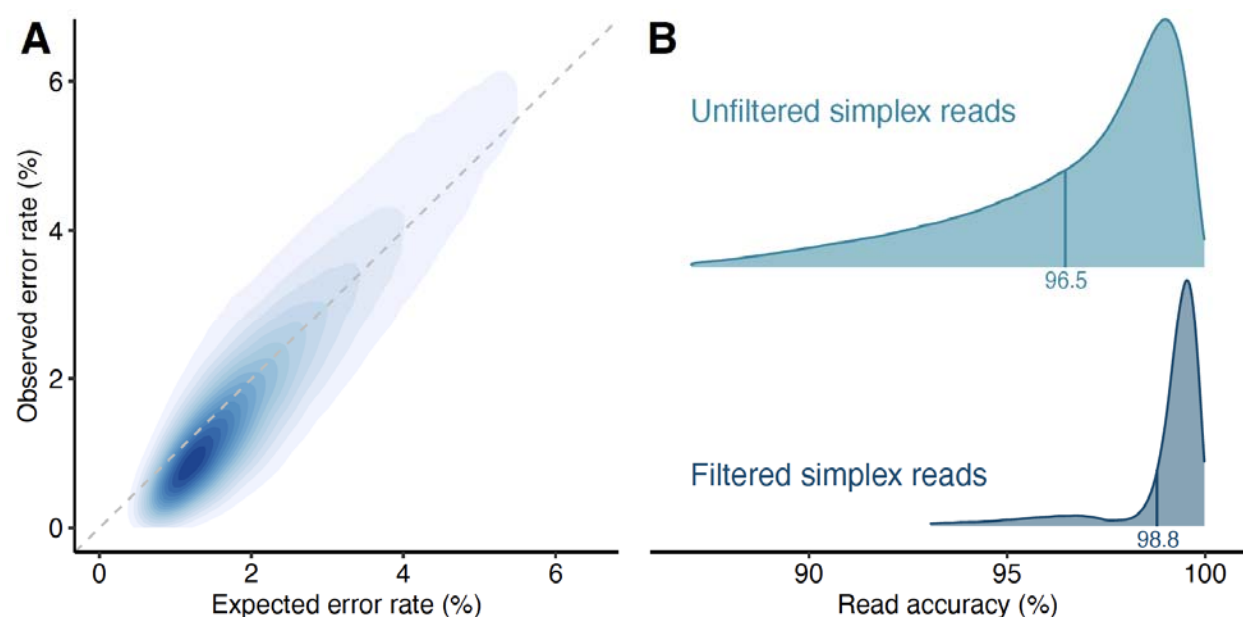 A
6
4
2
0
Observed error rate (%)
0 2 4 6
Expected error rate (%)
B
Unfiltered simplex reads
96.5
Filtered simplex reads
98.8
90 95 100
Read accuracy (%)